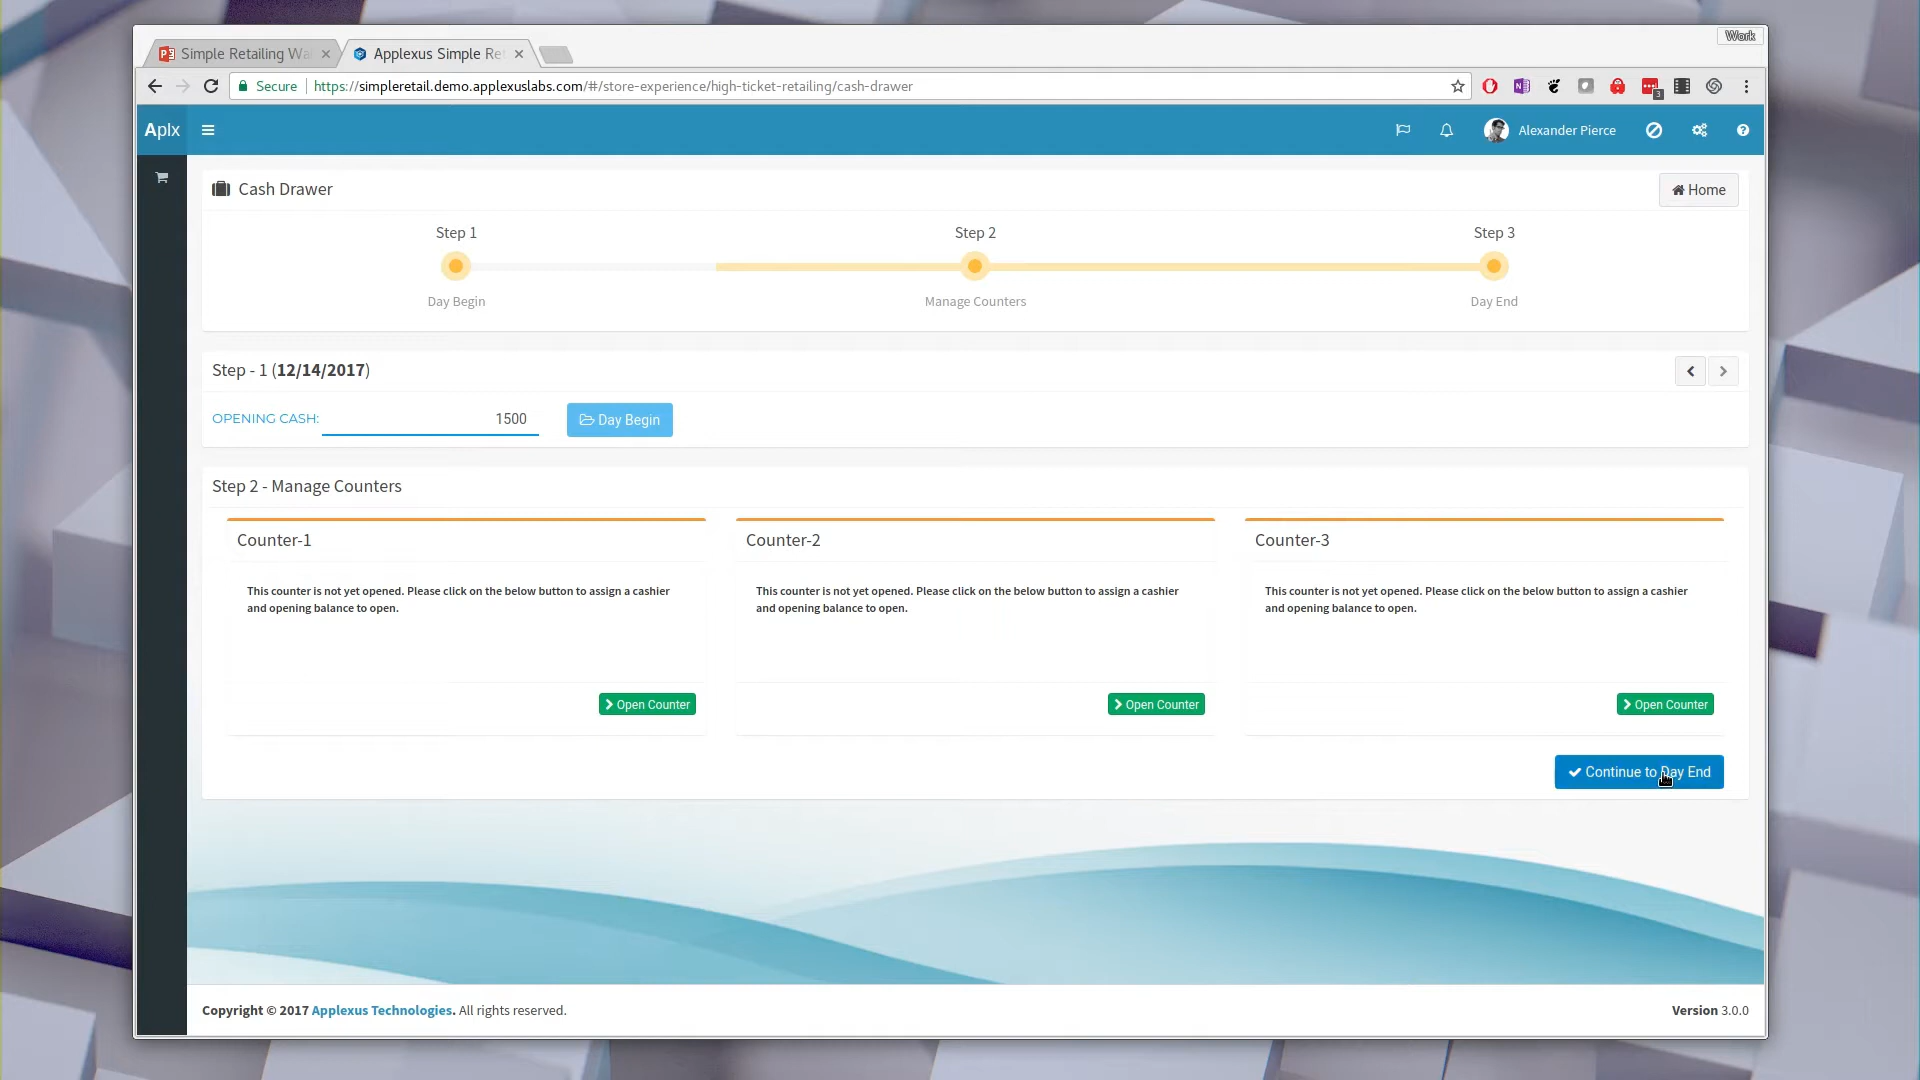 Work
Simple Retailing Wa
Applexus Simple Re
Secure
https://simpleretail.demo.applexuslabs.com/#/store-experience/high-ticket-retailing/cash-drawer
3
Aplx
Alexander Pierce
Cash Drawer
Home
Step 1
Step 2
Step 3
Day Begin
Manage Counters
Day End
Step - 1 (12/14/2017)
OPENING CASH:
1500
Day Begin
Step 2 - Manage Counters
Counter-1
This counter is not yet opened. Please click on the below button to assign a cashier
and opening balance to open.
Open Counter
Counter-2
This counter is not yet opened. Please click on the below button to assign a cashier
and opening balance to open.
Open Counter
Counter-3
This counter is not yet opened. Please click on the below button to assign a cashier
and opening balance to open.
Open Counter
Continue to Day End
Copyright © 2017 Applexus Technologies. All rights reserved.
Version 3.0.0